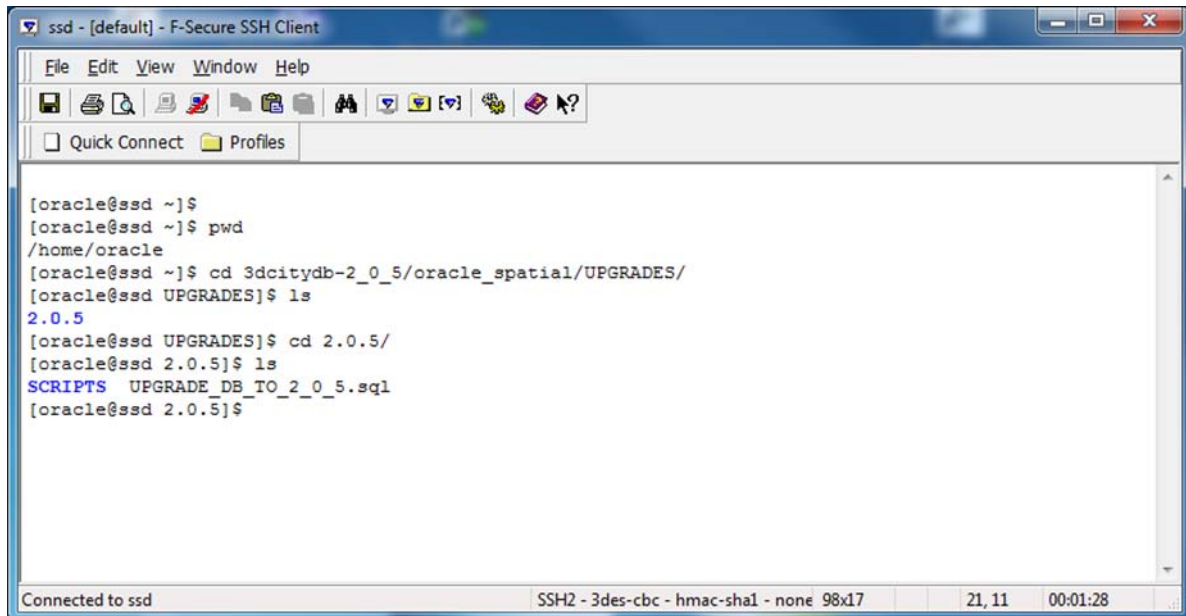 ssd - [default] - F-Secure SSH Client
File Edit View Window Help
Quick Connect Profiles
[oracle@ssd ~]$
[oracle@ssd ~]$ pwd
/home/oracle
[oracle@ssd ~]$ cd 3dcitydb-2_0_5/oracle_spatial/UPGRADES/
[oracle@ssd UPGRADES]$ ls
2.0.5
[oracle@ssd UPGRADES]$ cd 2.0.5/
[oracle@ssd 2.0.5]$ ls
SCRIPTS  UPGRADE_DB_TO_2_0_5.sql
[oracle@ssd 2.0.5]$
Connected to ssd SSH2 - 3des-cbc - hmac-sha1 - none 98x17 21, 11 00:01:28